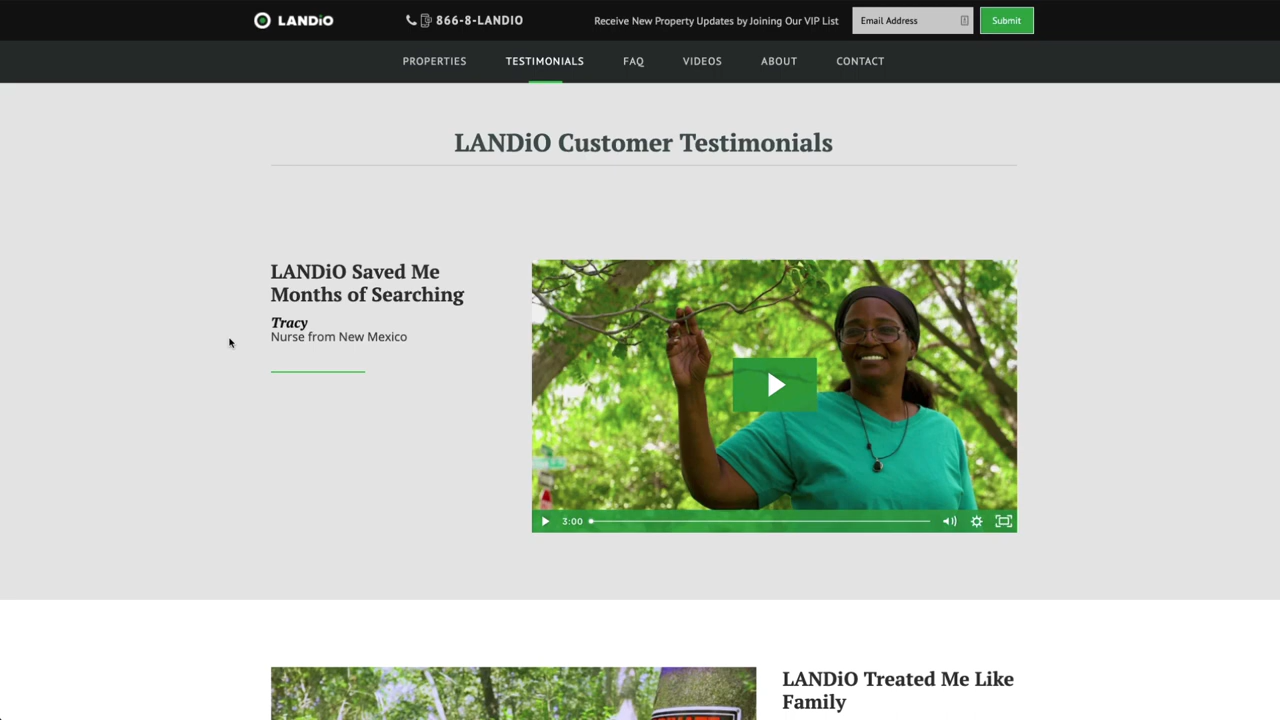 LANDiO
866-8-LANDIO
Receive New Property Updates by Joining Our VIP List
Email Address
Submit
PROPERTIES
TESTIMONIALS
FAQ
VIDEOS
ABOUT
CONTACT
LANDiO Customer Testimonials
LANDiO Saved Me
Months of Searching
Tracy
Nurse from New Mexico
3:00
LANDiO Treated Me Like
Family